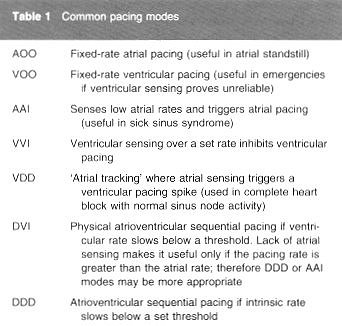 Table 1 Common pacing modes
AOO Fixed-rate atrial pacing (useful in atrial standstill)
VOO Fixed-rate ventricular pacing (useful in emergencies
if ventricular sensing proves unreliable)
AAI Senses low atrial rates and triggers atrial pacing
(useful in sick sinus syndrome)
VVI Ventricular sensing over a set rate inhibits ventricular
pacing
VDD 'Atrial tracking' where atrial sensing triggers a
ventricular pacing spike (used in complete heart
block with normal sinus node activity)
DVI Physical atrioventricular sequential pacing if ventri-
cular rate slows below a threshold. Lack of atrial
sensing makes it useful only if the pacing rate is
greater than the atrial rate; therefore DDD or AAI
modes may be more appropriate
DDD Atrioventricular sequential pacing if intrinsic rate
slows below a set threshold